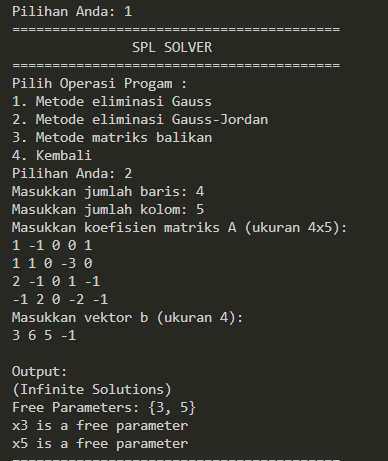 Pilihan Anda: 1
========================================
SPL SOLVER
========================================
Pilih Operasi Progam :
1. Metode eliminasi Gauss
2. Metode eliminasi Gauss-Jordan
3. Metode matriks balikan
4. Kembali
Pilihan Anda: 2
Masukkan jumlah baris: 4
Masukkan jumlah kolom: 5
Masukkan koefisien matriks A (ukuran 4x5):
1 -1 0 0 1
1 1 0 -3 0
2 -1 0 1 -1
-1 2 0 -2 -1
Masukkan vektor b (ukuran 4):
3 6 5 -1
Output:
(Infinite Solutions)
Free Parameters: {3, 5}
x3 is a free parameter
x5 is a free parameter
========================================